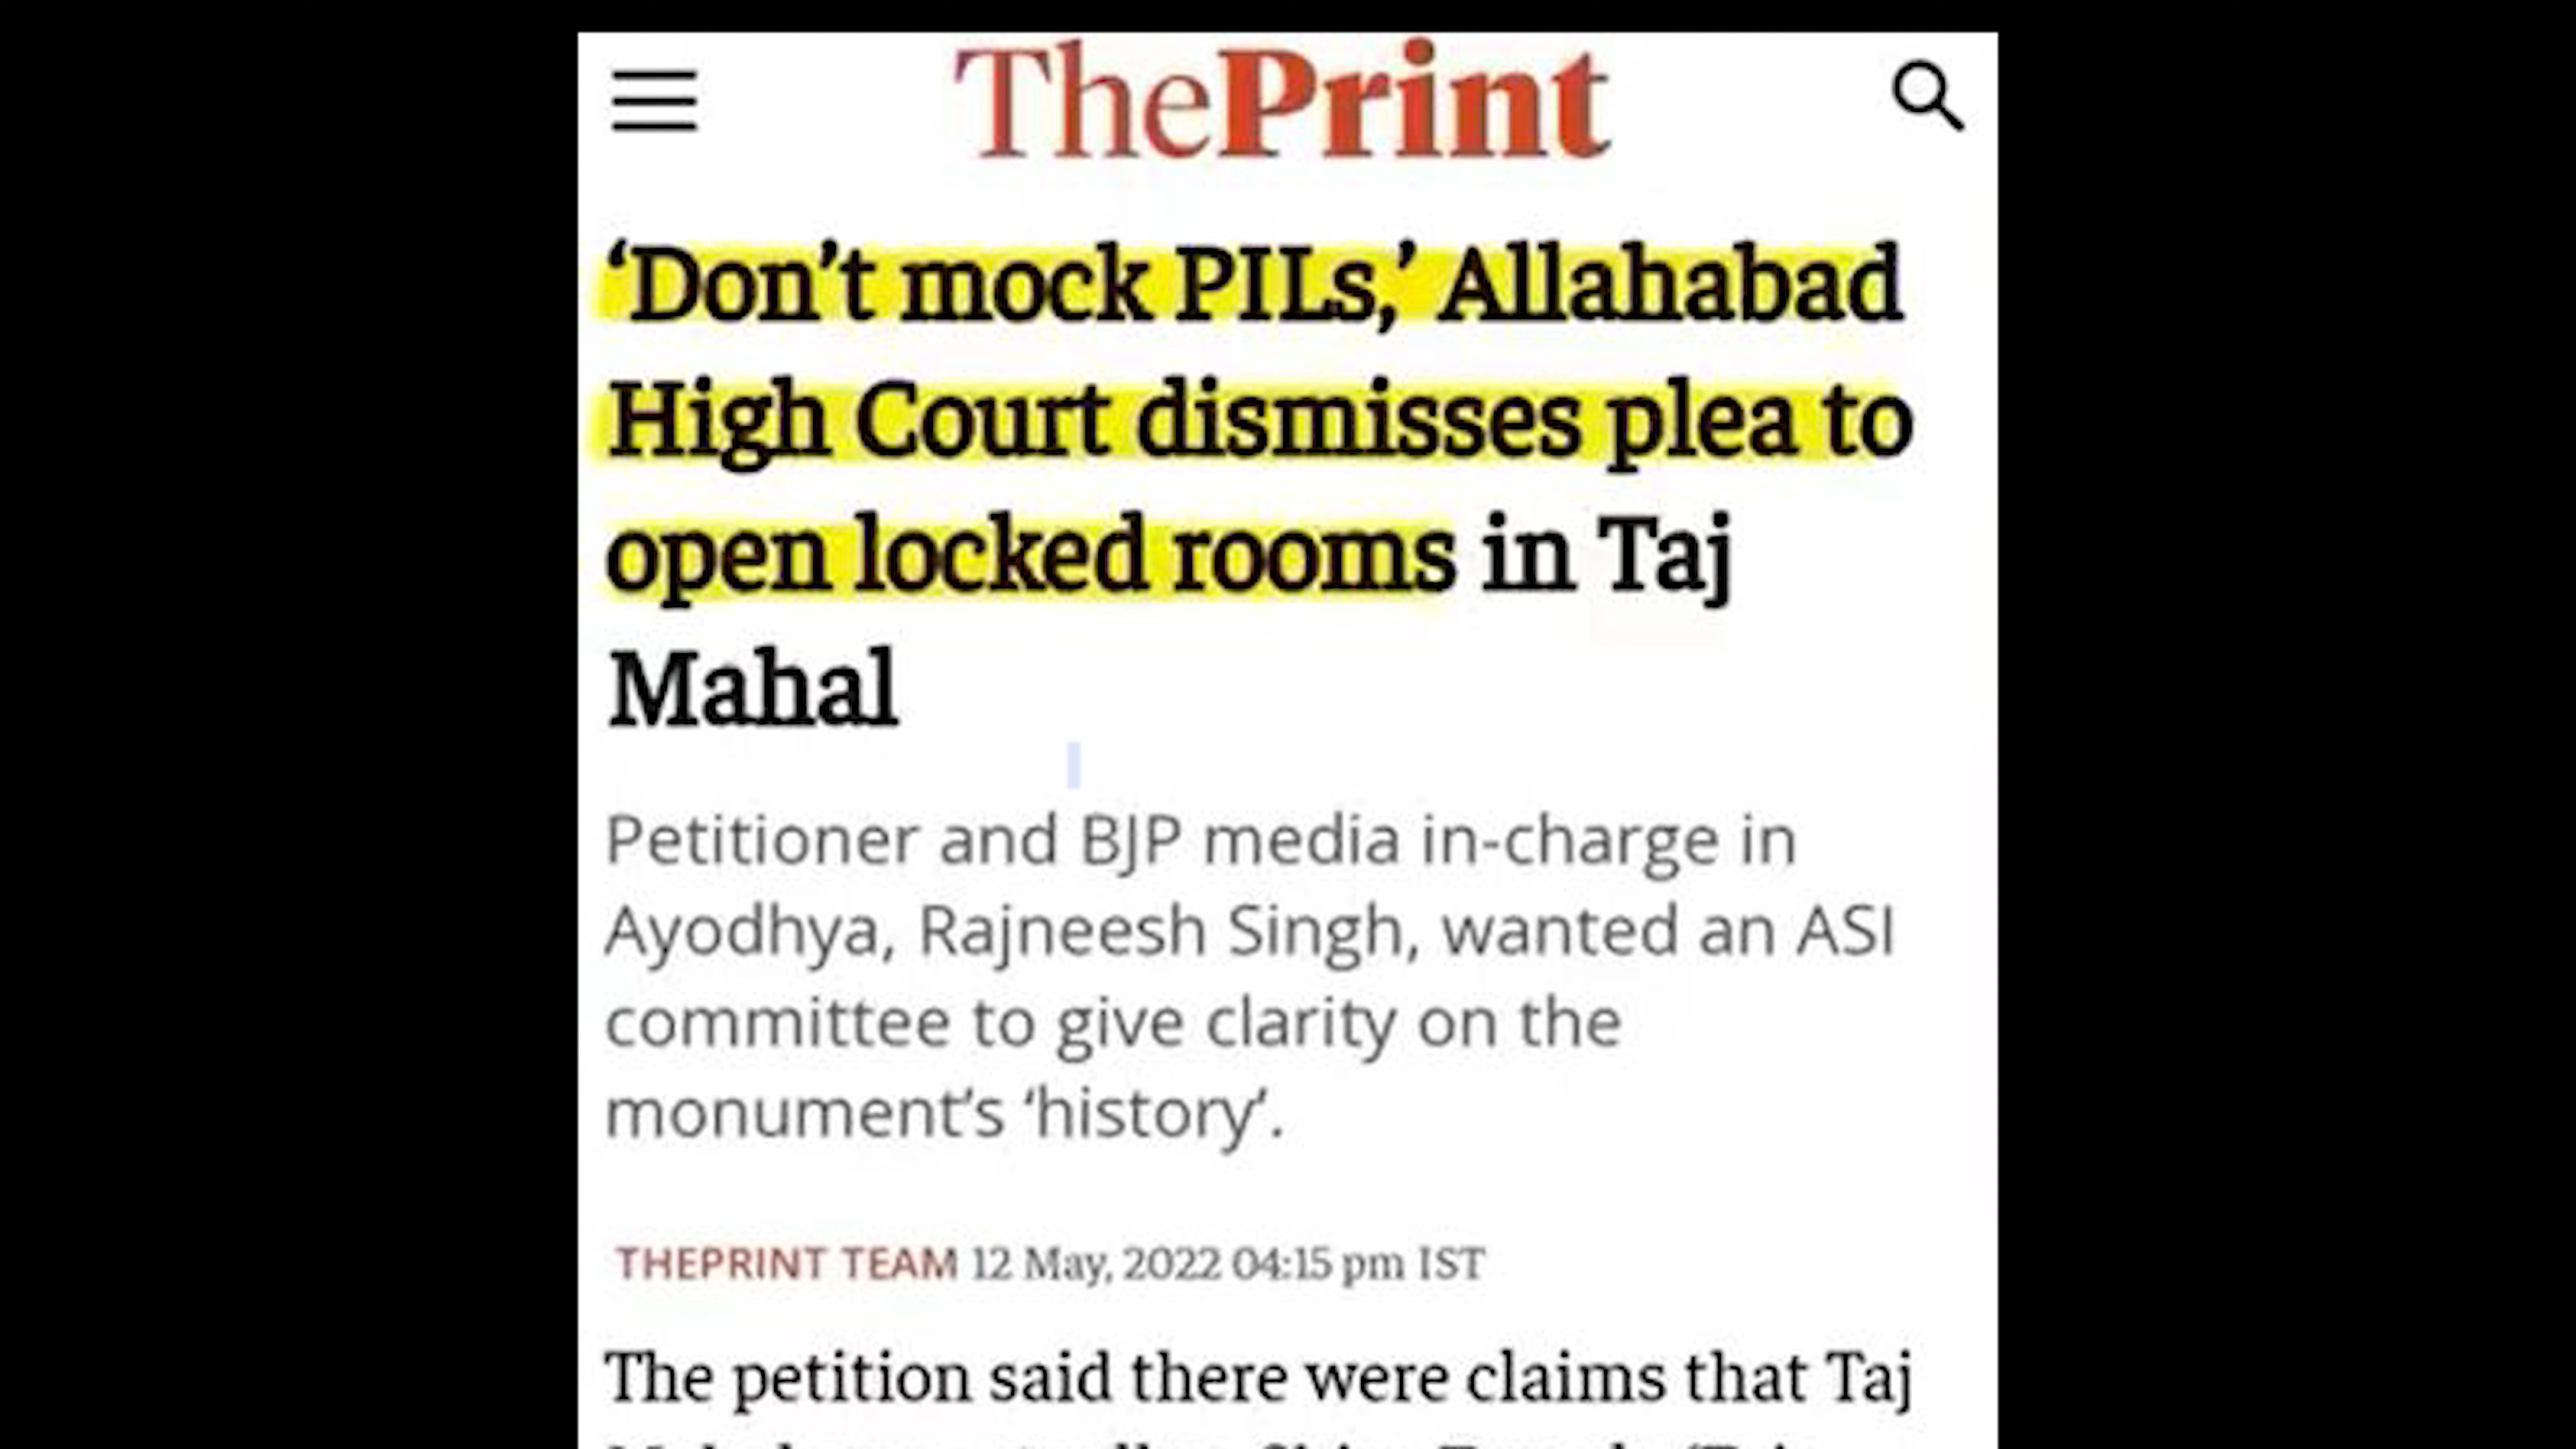 ThePrint
‘Don’t mock PILs,’ Allahabad
High Court dismisses plea to
open locked rooms in Taj
Mahal
Petitioner and BJP media in-charge in
Ayodhya, Rajneesh Singh, wanted an ASI
committee to give clarity on the
monument’s ‘history’.
THEPRINT TEAM 12 May, 2022 04:15 pm IST
The petition said there were claims that Taj